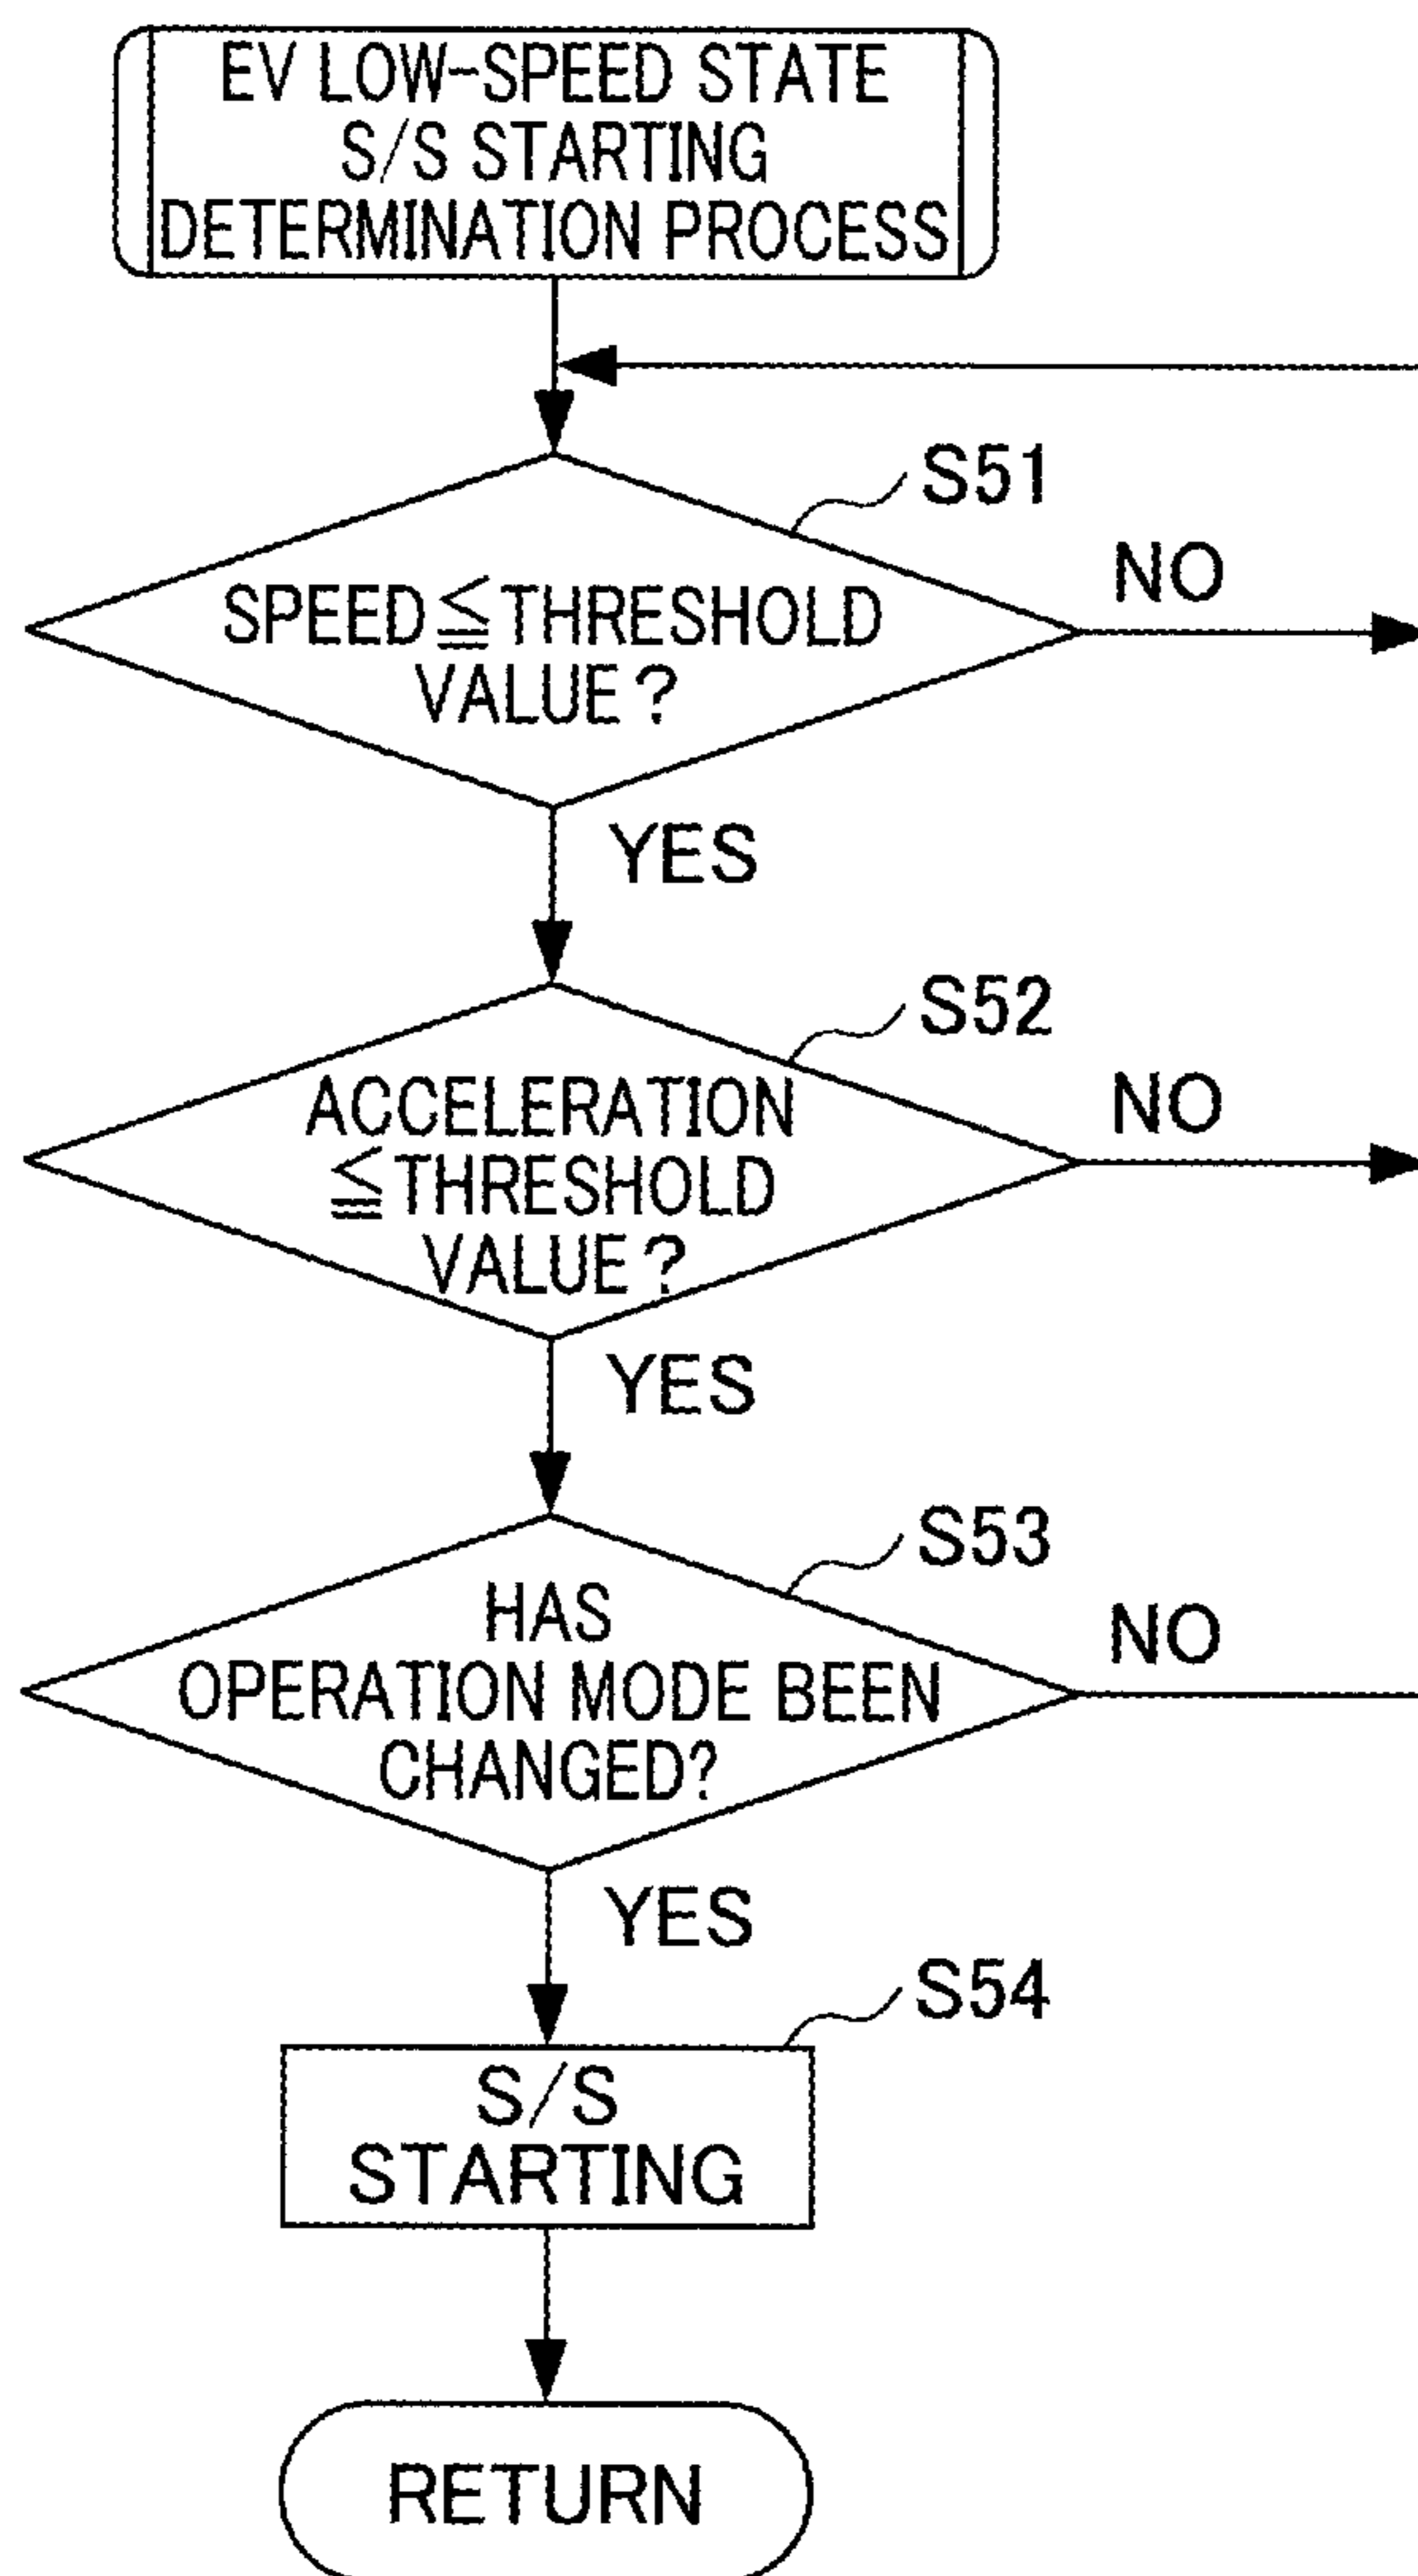 EV LOW-SPEED STATE
S/S STARTING
DETERMINATION PROCESS
S51
SPEED≦THRESHOLD
VALUE?
NO
YES
S52
ACCELERATION
≦THRESHOLD
VALUE?
NO
YES
S53
HAS
OPERATION MODE BEEN
CHANGED?
NO
YES
S54
S/S
STARTING
RETURN